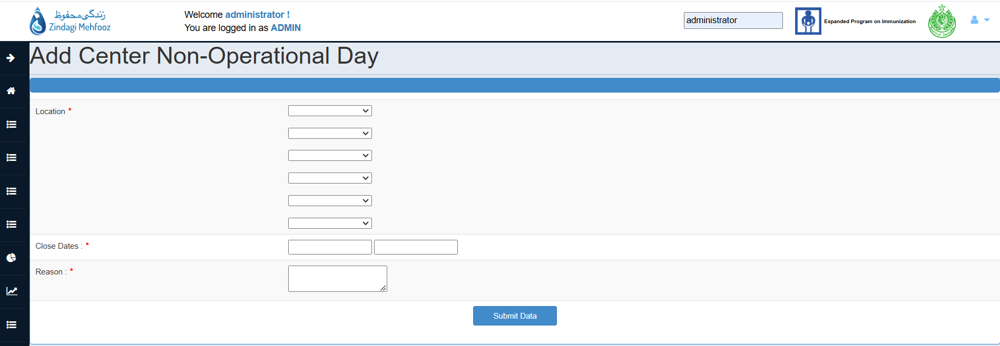 زندگی محفوظ
Zindagi Mehfooz
Welcome administrator !
You are logged in as ADMIN
administrator
Expanded Program on Immunization
Add Center Non-Operational Day
Location *
Close Dates : *
Reason : *
Submit Data